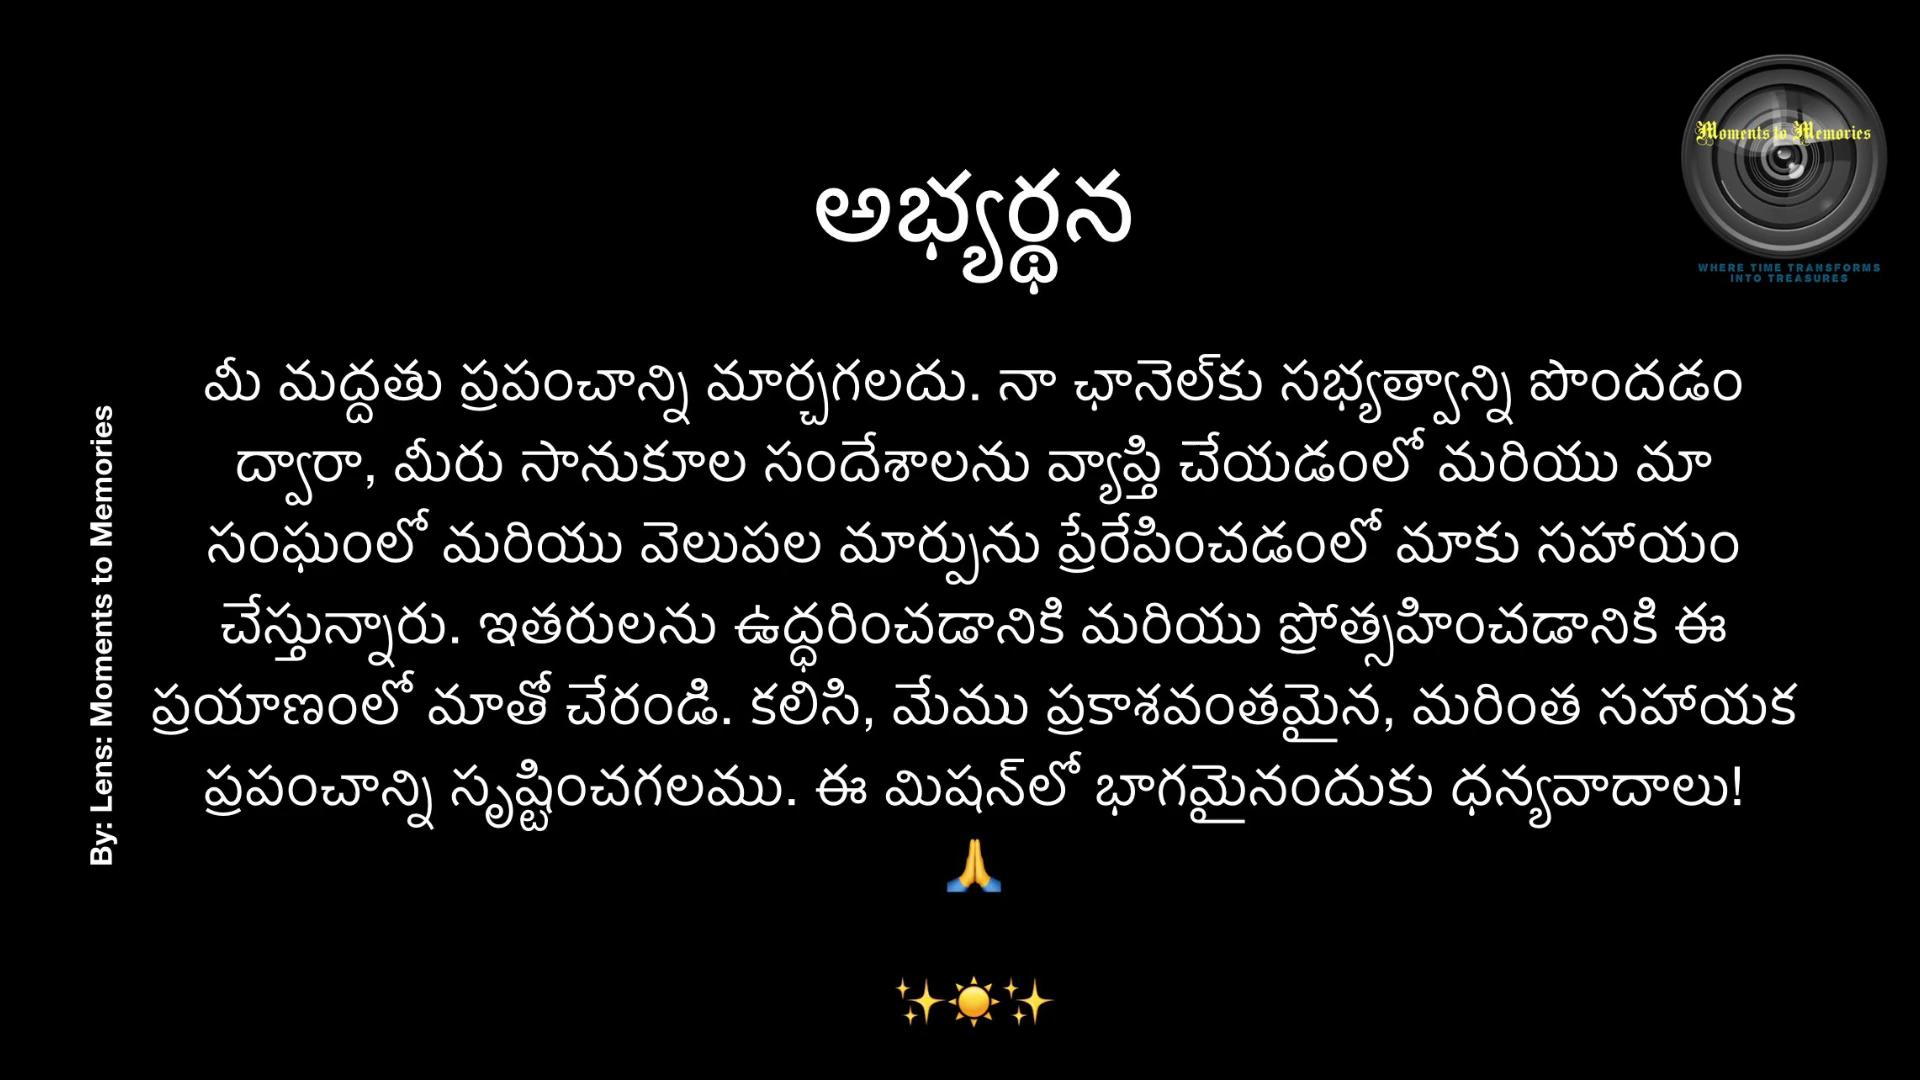 Moments to Memories
WHERE TIME TRANSFORMS
INTO TREASURES
అభ్యర్థన
మీ మద్దతు ప్రపంచాన్ని మార్చగలదు. నా ఛానెల్‌కు సభ్యత్వాన్ని పొందడం
ద్వారా, మీరు సానుకూల సందేశాలను వ్యాప్తి చేయడంలో మరియు మా
సంఘంలో మరియు వెలుపల మార్పును ప్రేరేపించడంలో మాకు సహాయం
చేస్తున్నారు. ఇతరులను ఉద్ధరించడానికి మరియు ప్రోత్సహించడానికి ఈ
ప్రయాణంలో మాతో చేరండి. కలిసి, మేము ప్రకాశవంతమైన, మరింత సహాయక
ప్రపంచాన్ని సృష్టించగలము. ఈ మిషన్‌లో భాగమైనందుకు ధన్యవాదాలు!
🙏
✨☀️✨
By: Lens: Moments to Memories